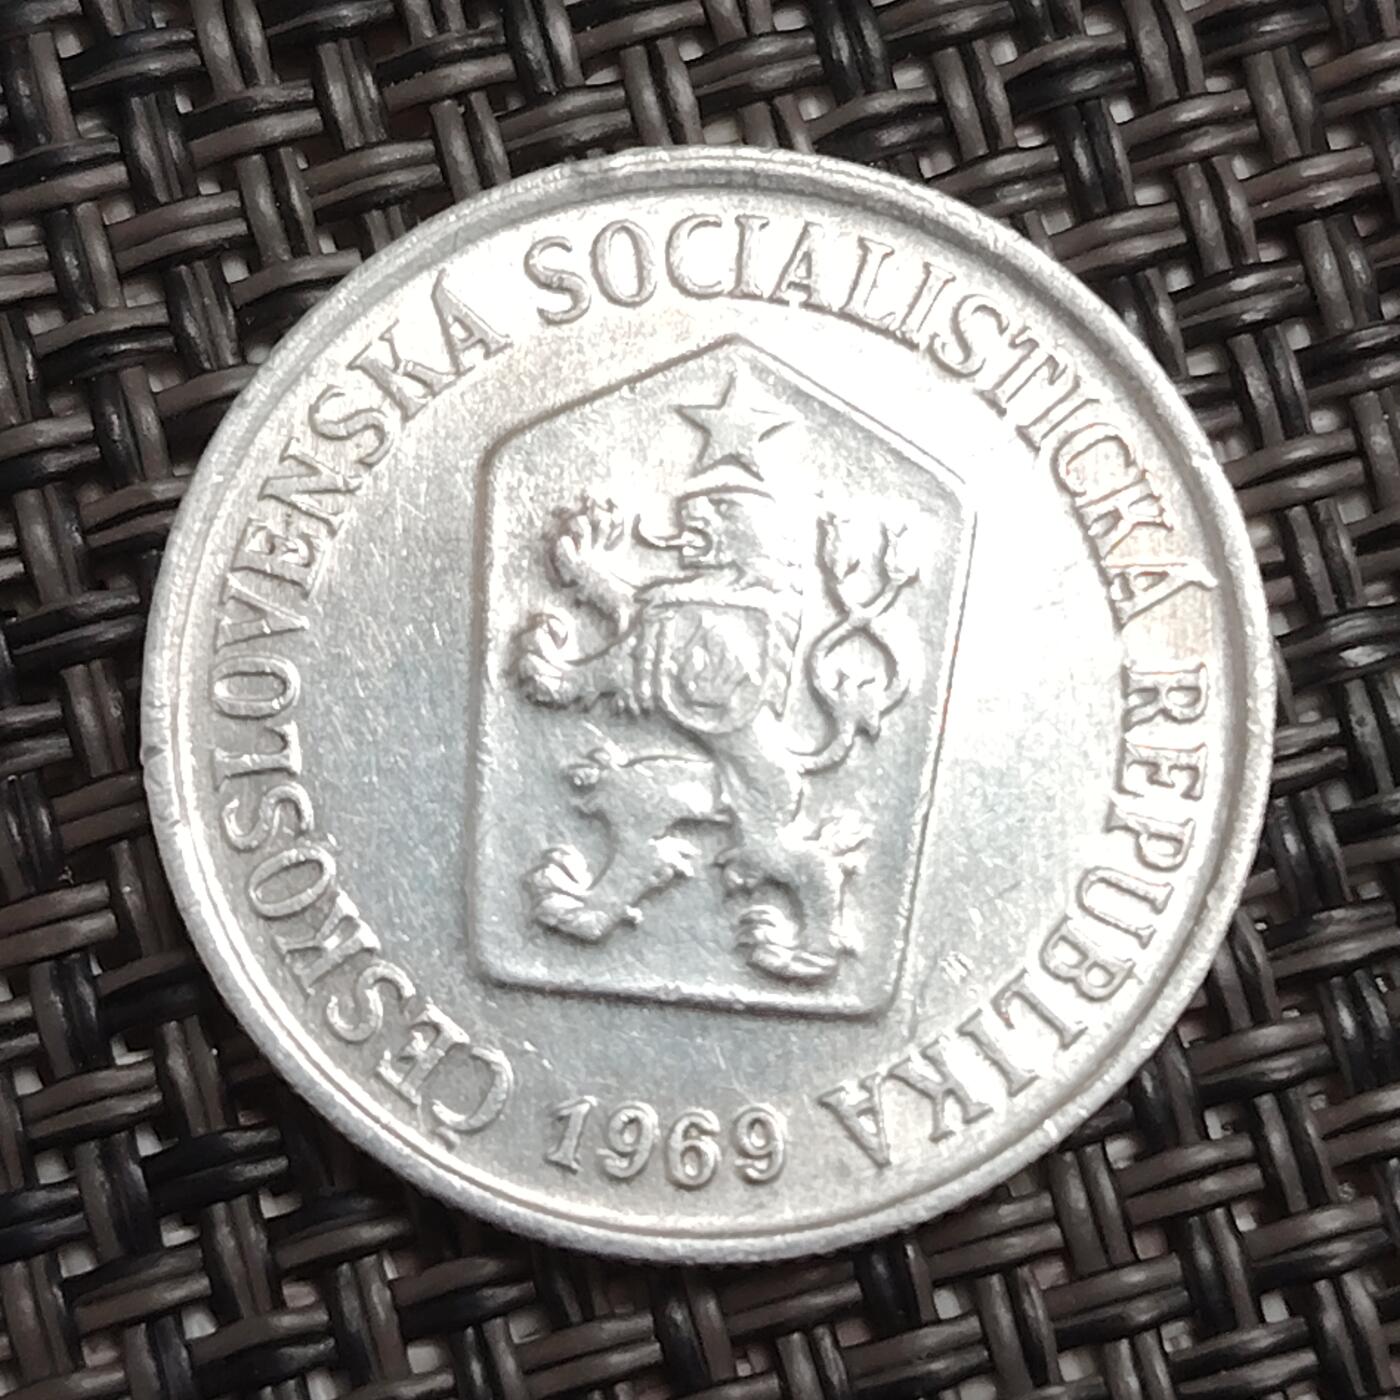 ČESKOSLOVENSKÁ SOCIALISTICKÁ REPUBLIKA
1969